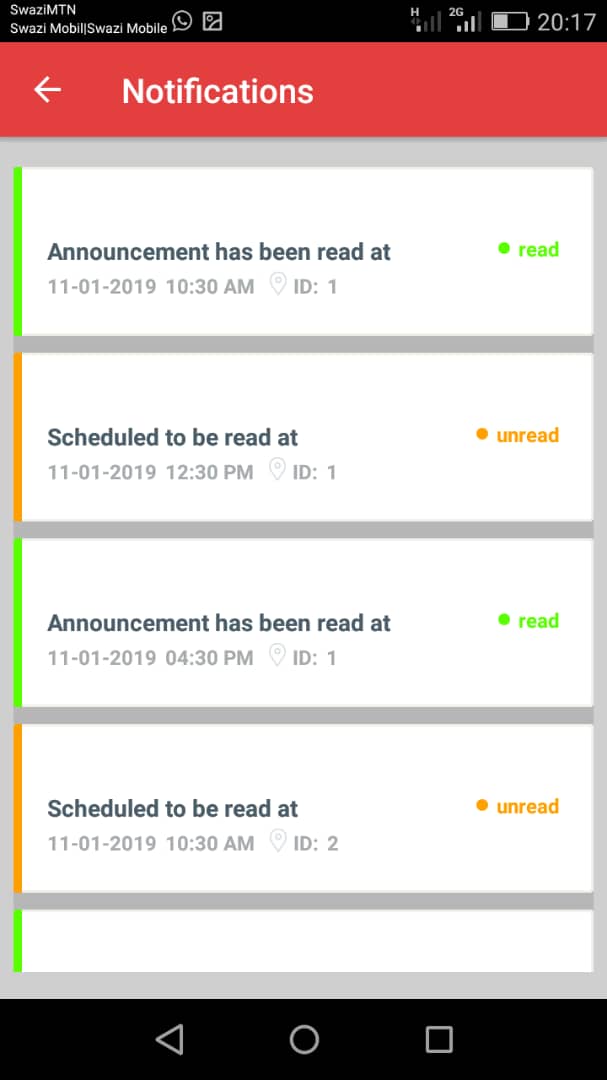 SwaziMTN
Swazi Mobil|Swazi Mobile
H 2G 20:17
Notifications
Announcement has been read at
read
11-01-2019 10:30 AM ID: 1
Scheduled to be read at
unread
11-01-2019 12:30 PM ID: 1
Announcement has been read at
read
11-01-2019 04:30 PM ID: 1
Scheduled to be read at
unread
11-01-2019 10:30 AM ID: 2